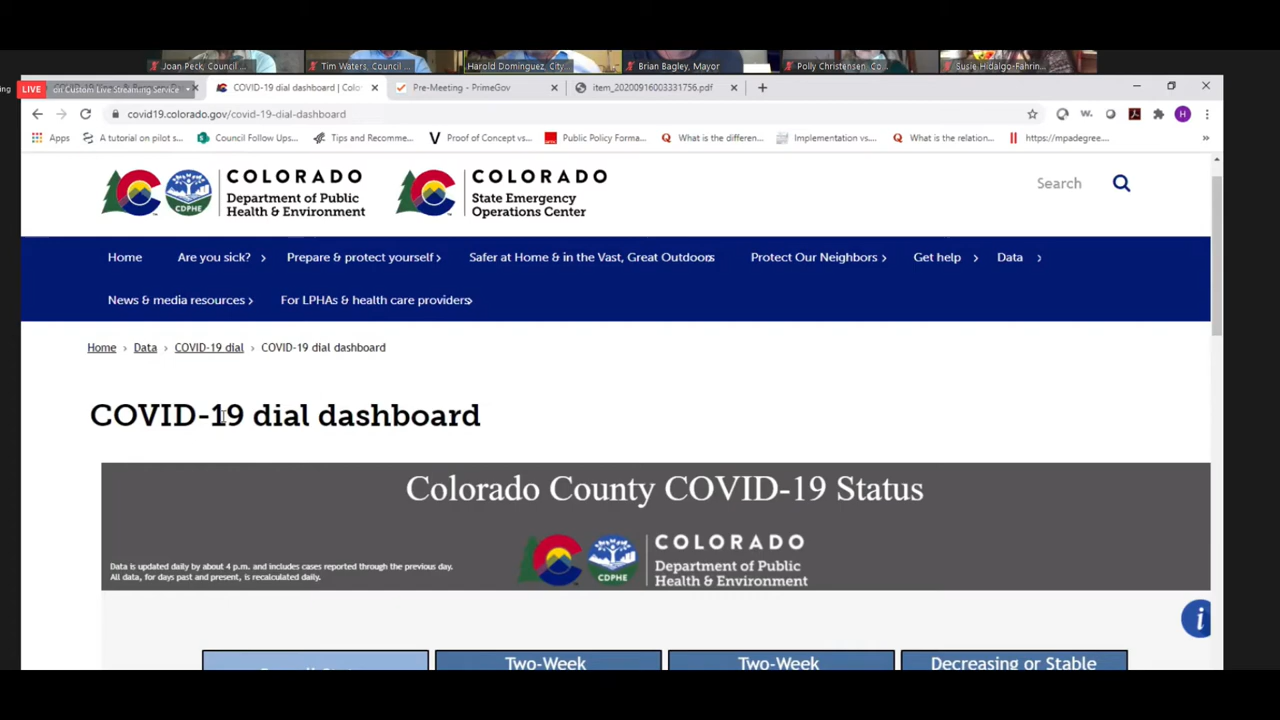 Joan Peck, Council ...
Tim Waters, Council ...
Harold Dominguez, City...
Brian Bagley, Mayor
Polly Christensen, Co...
Susie Hidalgo-Fahrin...
ng
LIVE
on Custom Live Streaming Service
COVID-19 dial dashboard | Colo
Pre-Meeting - PrimeGov
item_20200916003331756.pdf
covid19.colorado.gov/covid-19-dial-dashboard
Apps
A tutorial on pilot s...
Council Follow Ups...
Tips and Recomme...
Proof of Concept vs...
Public Policy Forma...
What is the differen...
Implementation vs....
What is the relation...
https://mpadegree....
COLORADO
Department of Public
Health & Environment
CDPHE
COLORADO
State Emergency
Operations Center
Search
Home
Are you sick?
Prepare & protect yourself
Safer at Home & in the Vast, Great Outdoors
Protect Our Neighbors
Get help
Data
News & media resources
For LPHAs & health care providers
Home › Data › COVID-19 dial › COVID-19 dial dashboard
COVID-19 dial dashboard
Colorado County COVID-19 Status
Data is updated daily by about 4 p.m. and includes cases reported through the previous day.
All data, for days past and present, is recalculated daily.
CDPHE
COLORADO
Department of Public
Health & Environment
i
Two-Week
Two-Week
Decreasing or Stable